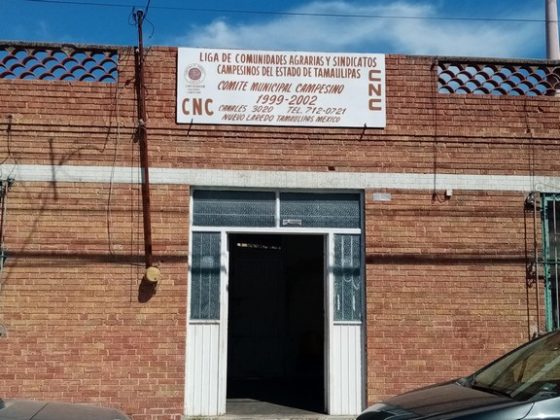 LIGA DE COMUNIDADES AGRARIAS Y SINDICATOS
CAMPESINOS DEL ESTADO DE TAMAULIPAS
COMITE MUNICIPAL CAMPESINO
1999-2002
CNC
CANALES 3020 TEL. 712-0721
NUEVO LAREDO TAMAULIPAS MEXICO
CNC